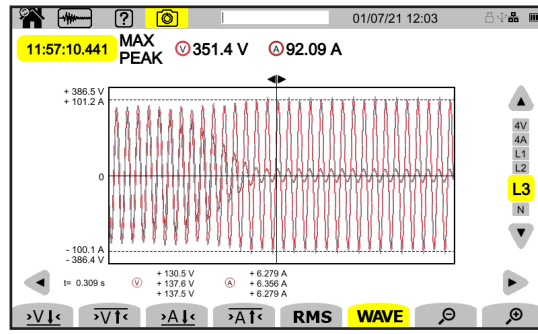 01/07/21 12:03
11:57:10.441
MAX
PEAK
V 351.4 V
A 92.09 A
+ 386.5 V
+ 101.2 A
0
- 100.1 A
- 386.4 V
4V
4A
L1
L2
L3
N
t= 0.309 s
V
+ 130.5 V
+ 137.6 V
+ 137.5 V
A
+ 6.279 A
+ 6.356 A
+ 6.279 A
>V↓<
>V↑<
>A↓<
>A↑<
RMS
WAVE